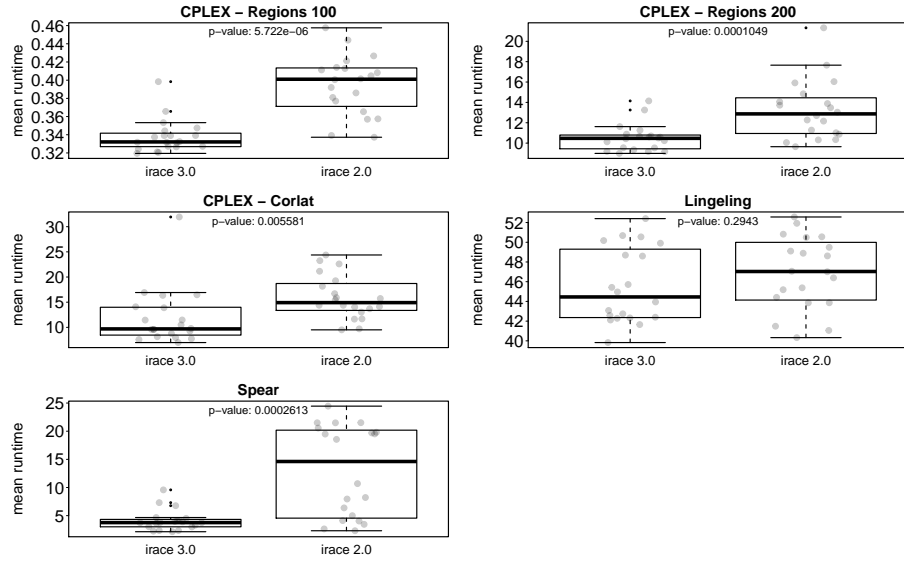 CPLEX − Regions 100
p−value: 5.722e−06
mean runtime
0.46
0.44
0.40
0.38
0.36
0.34
0.32
irace 3.0
irace 2.0
CPLEX − Regions 200
p−value: 0.0001049
mean runtime
20
18
16
14
12
10
irace 3.0
irace 2.0
CPLEX − Corlat
p−value: 0.005581
mean runtime
30
25
20
15
10
irace 3.0
irace 2.0
Lingeling
p−value: 0.2943
mean runtime
52
50
48
46
44
42
40
irace 3.0
irace 2.0
Spear
p−value: 0.0002613
mean runtime
25
20
15
10
5
irace 3.0
irace 2.0